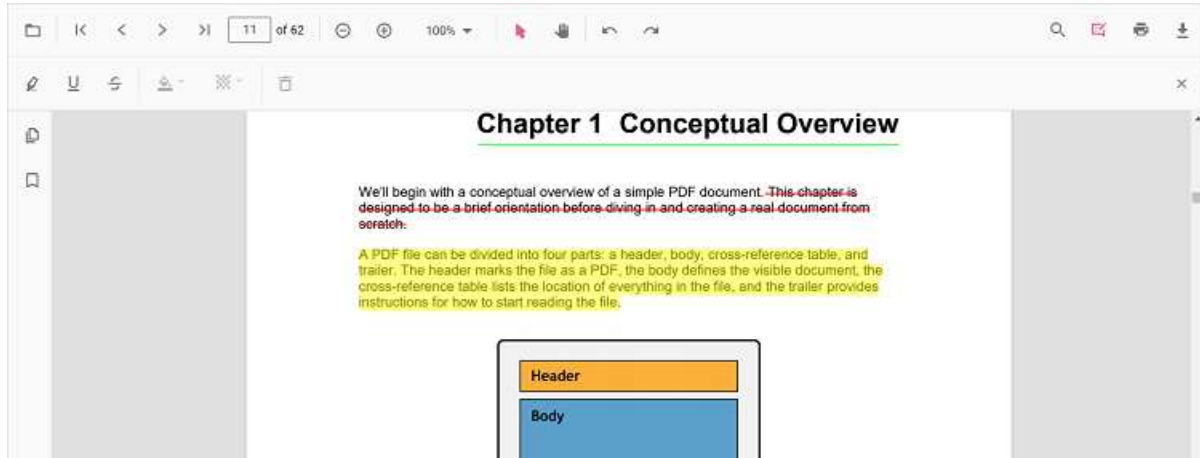 11 of 62 100%
Chapter 1 Conceptual Overview
We'll begin with a conceptual overview of a simple PDF document. This chapter is
designed to be a brief orientation before diving in and creating a real document from
scratch.
A PDF file can be divided into four parts: a header, body, cross-reference table, and
trailer. The header marks the file as a PDF, the body defines the visible document, the
cross-reference table lists the location of everything in the file, and the trailer provides
instructions for how to start reading the file.
Header
Body